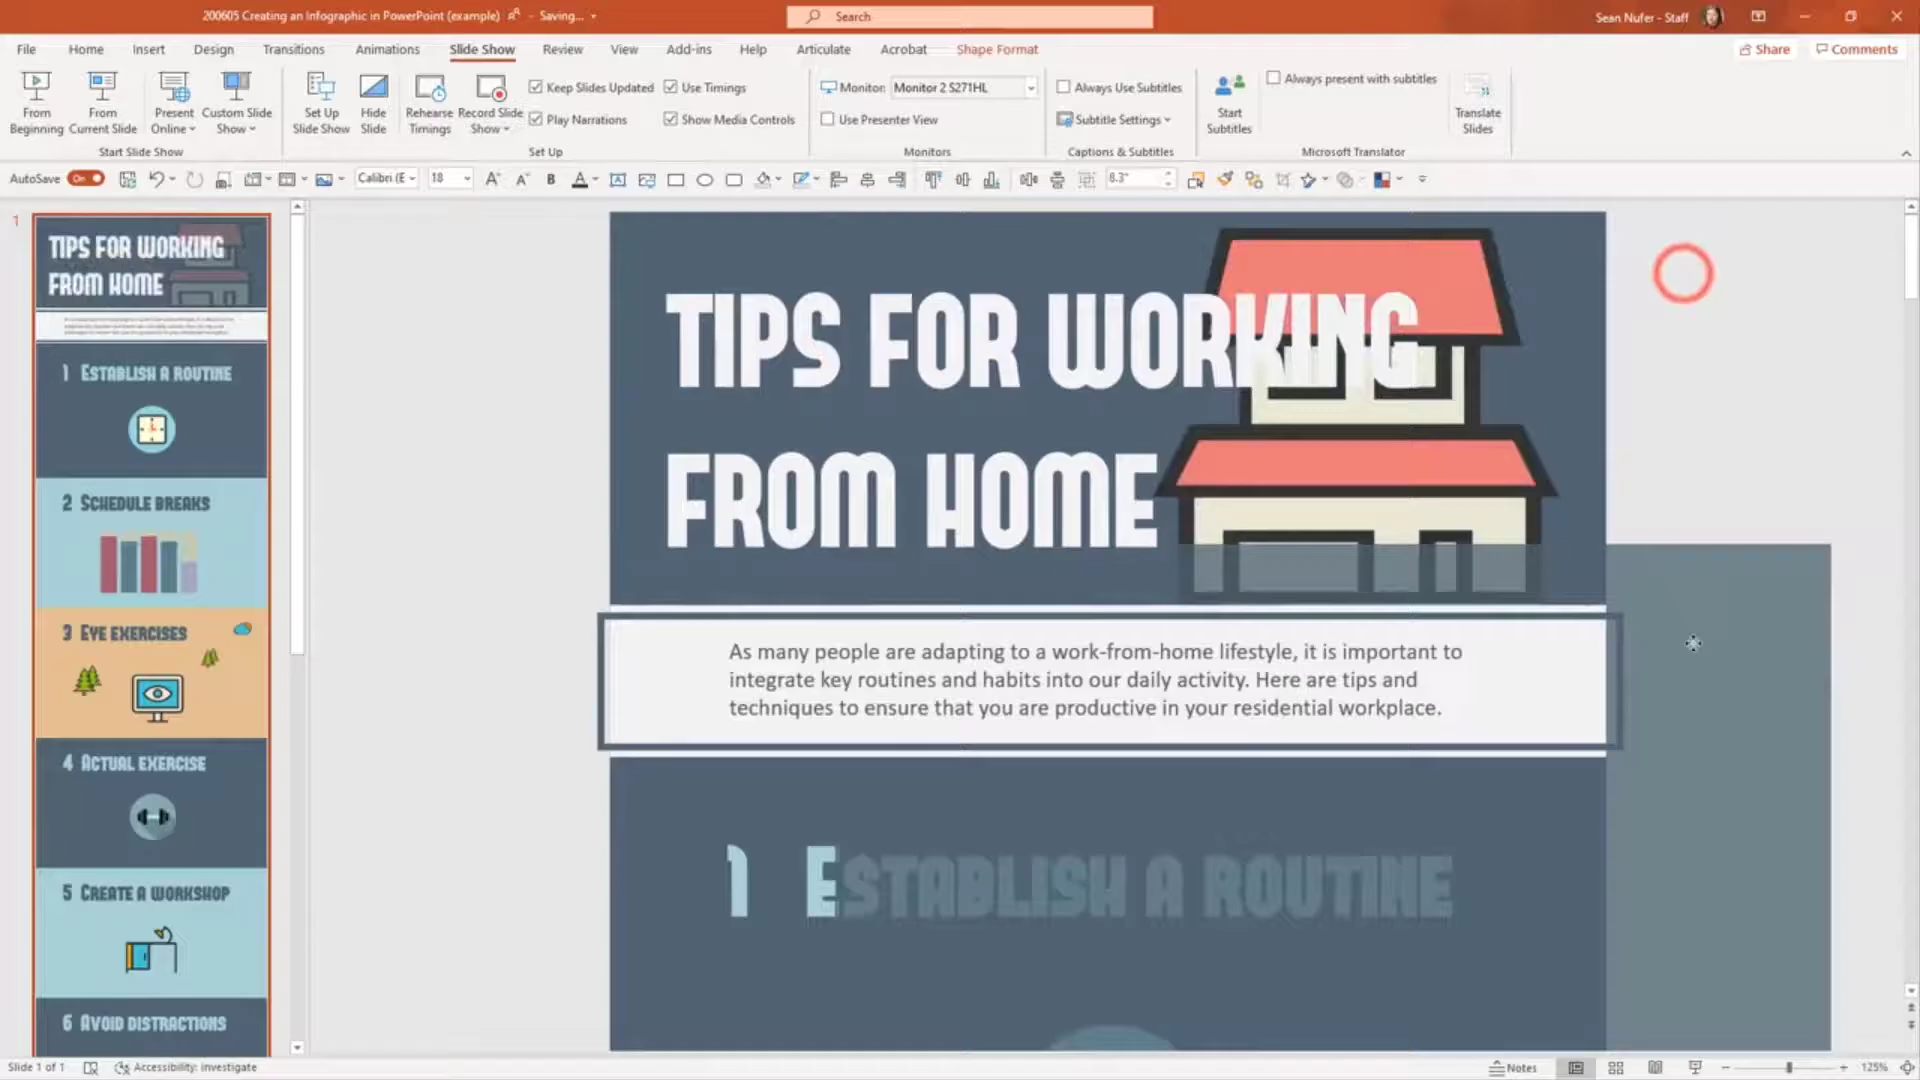 200605 Creating an Infographic in PowerPoint (example) - Saving...
Search
Sean Nufer - Staff
File Home Insert Design Transitions Animations Slide Show Review View Add-ins Help Articulate Acrobat Shape Format
Share Comments
From Beginning
From Current Slide
Present Online
Custom Slide Show
Start Slide Show
Set Up Slide Show
Hide Slide
Rehearse Timings
Record Slide Show
Keep Slides Updated
Play Narrations
Use Timings
Show Media Controls
Set Up
Monitor: Monitor 2 S271HL
Use Presenter View
Monitors
Always Use Subtitles
Subtitle Settings
Captions & Subtitles
Start Subtitles
Always present with subtitles
Translate Slides
Microsoft Translator
AutoSave On
Calibri (E
18
8.3"
1
TIPS FOR WORKING
FROM HOME
1 ESTABLISH A ROUTINE
2 SCHEDULE BREAKS
3 EYE EXERCISES
4 ACTUAL EXERCISE
5 CREATE A WORKSHOP
6 AVOID DISTRACTIONS
TIPS FOR WORKING
FROM HOME
As many people are adapting to a work-from-home lifestyle, it is important to
integrate key routines and habits into our daily activity. Here are tips and
techniques to ensure that you are productive in your residential workplace.
1 ESTABLISH A ROUTINE
Slide 1 of 1
Accessibility: Investigate
Notes
125%